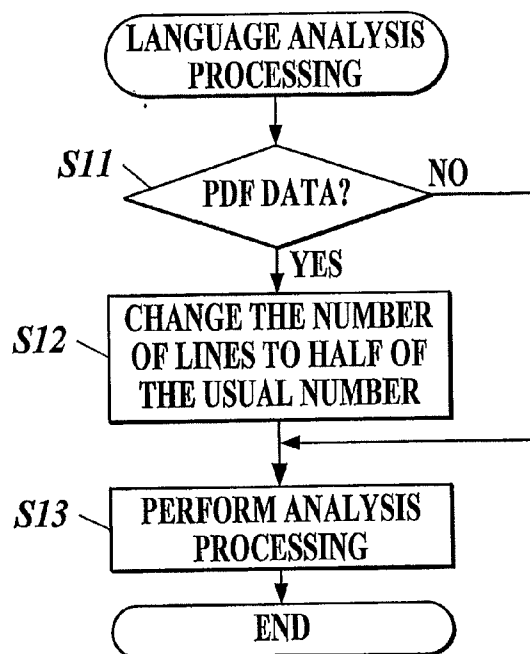 LANGUAGE ANALYSIS
PROCESSING
S11
PDF DATA?
NO
YES
S12
CHANGE THE NUMBER
OF LINES TO HALF OF
THE USUAL NUMBER
S13
PERFORM ANALYSIS
PROCESSING
END